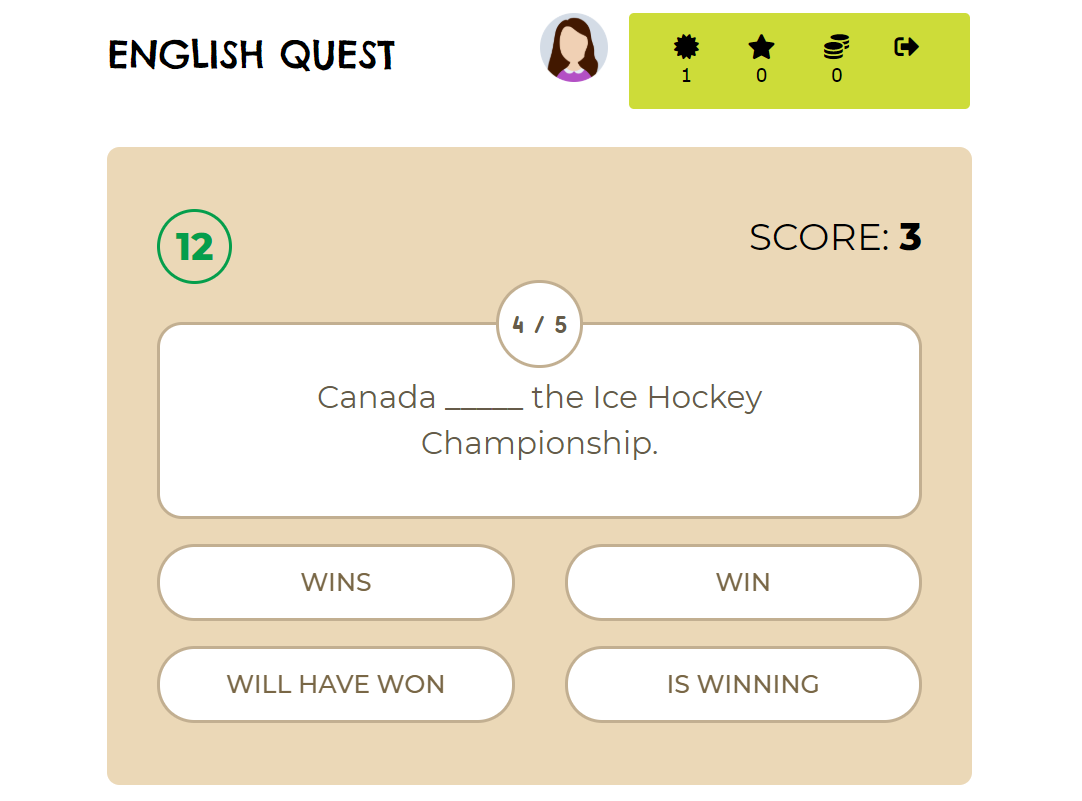 ENGLISH QUEST
1 0 0
12
SCORE: 3
4 / 5
Canada _____ the Ice Hockey
Championship.
WINS
WIN
WILL HAVE WON
IS WINNING